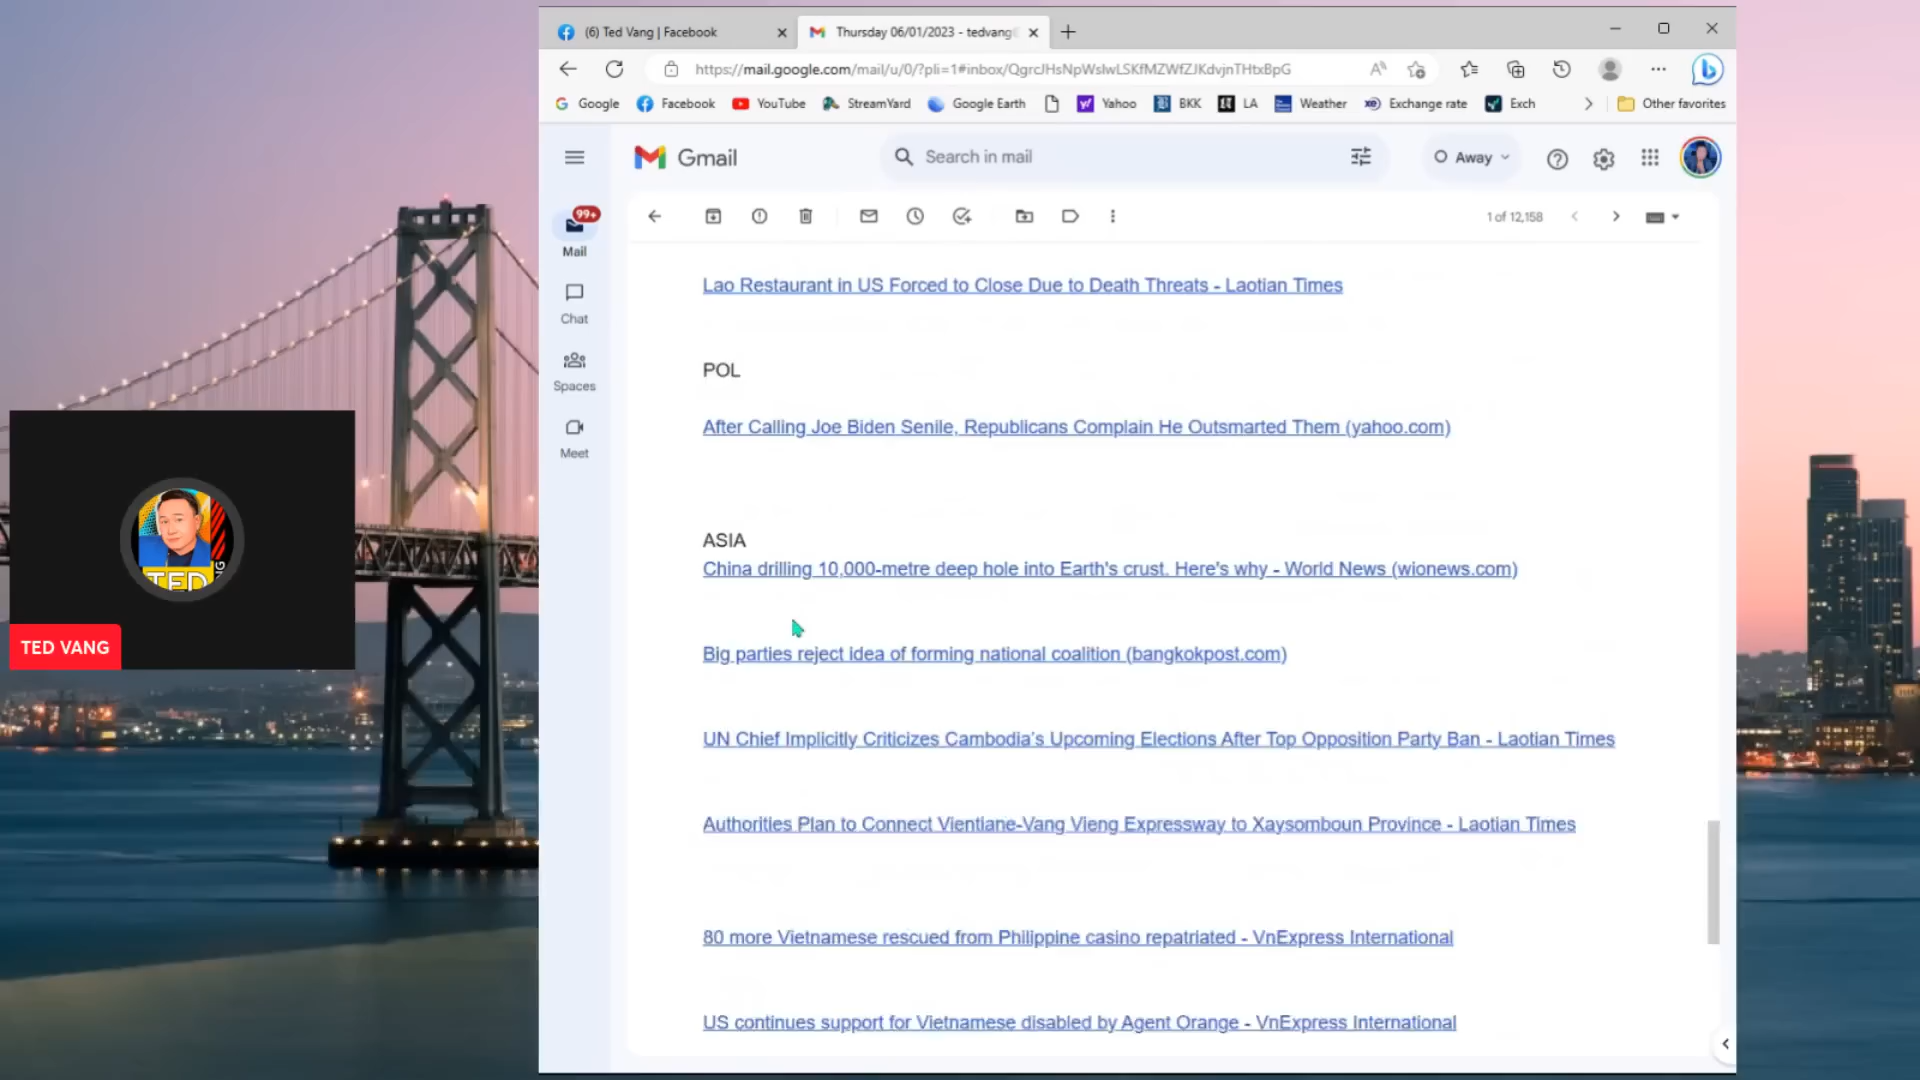 (6) Ted Vang | Facebook
Thursday 06/01/2023 - tedvang
https://mail.google.com/mail/u/0/?pli=1#inbox/QgrcJHsNpWslwLSKfMZWfZJKdvjnTHtxBpG
Google
Facebook
YouTube
StreamYard
Google Earth
Yahoo
BKK
LA
Weather
Exchange rate
Exch
Other favorites
Gmail
Search in mail
Away
99+
Mail
Chat
Spaces
Meet
1 of 12,158
Lao Restaurant in US Forced to Close Due to Death Threats - Laotian Times
POL
After Calling Joe Biden Senile, Republicans Complain He Outsmarted Them (yahoo.com)
ASIA
China drilling 10,000-metre deep hole into Earth's crust. Here's why - World News (wionews.com)
Big parties reject idea of forming national coalition (bangkokpost.com)
UN Chief Implicitly Criticizes Cambodia's Upcoming Elections After Top Opposition Party Ban - Laotian Times
Authorities Plan to Connect Vientiane-Vang Vieng Expressway to Xaysomboun Province - Laotian Times
80 more Vietnamese rescued from Philippine casino repatriated - VnExpress International
US continues support for Vietnamese disabled by Agent Orange - VnExpress International
TED
TED VANG